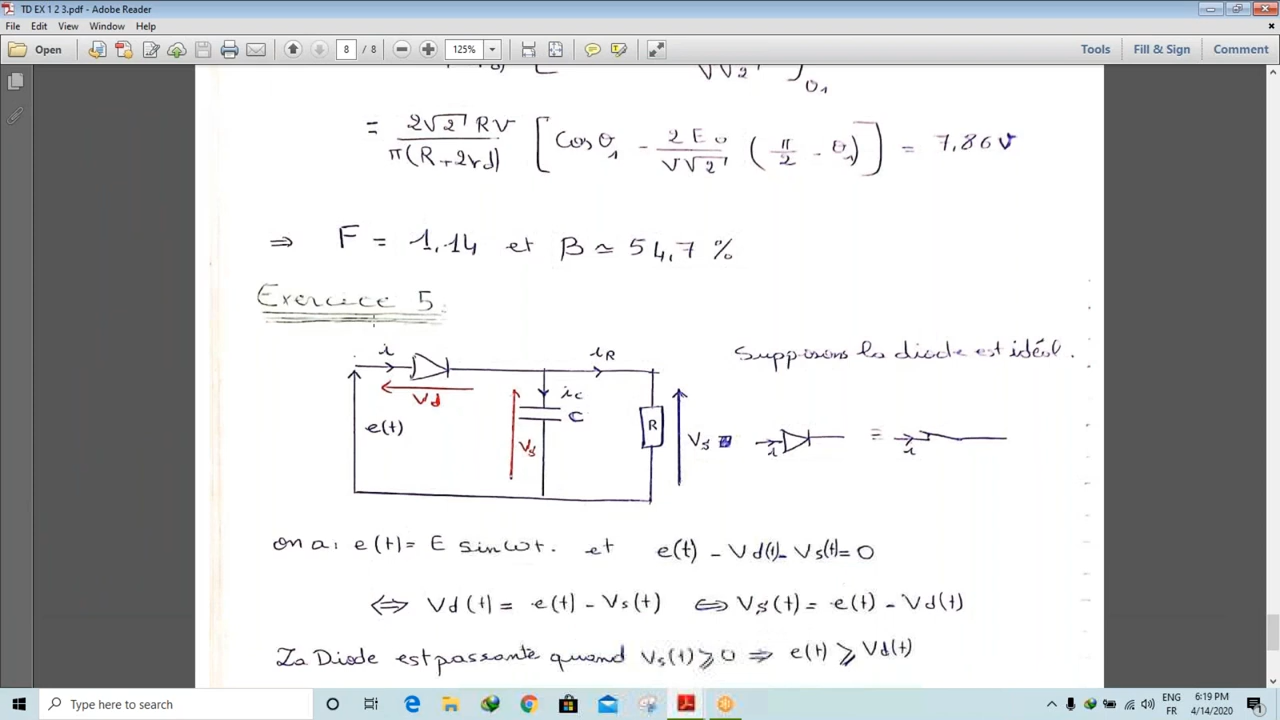 TD EX 1 2 3.pdf - Adobe Reader
File Edit View Window Help
Open 8 / 8 125% Tools Fill & Sign Comment
V√2 θ1
= 2√2 RV / π(R+2rd) [Cosθ1 - 2E0 / V√2 (π/2 - θ1)] = 7,86V
⇒ F = 1,14 et β ≃ 54,7 %
Exercice 5
i iR Supposons la diode est idéal.
Vd ic
e(t) C R
Vs Vs i ≡ i
on a: e(t)= E sinωt. et e(t) - Vd(t)- Vs(t)= 0
⇔ Vd(t)= e(t) - Vs(t) ⇔ Vs(t)= e(t) - Vd(t)
La Diode est passante quand Vs(t)⩾0 ⇒ e(t) ⩾ Vd(t)
Type here to search ENG 6:19 PM
FR 4/14/2020